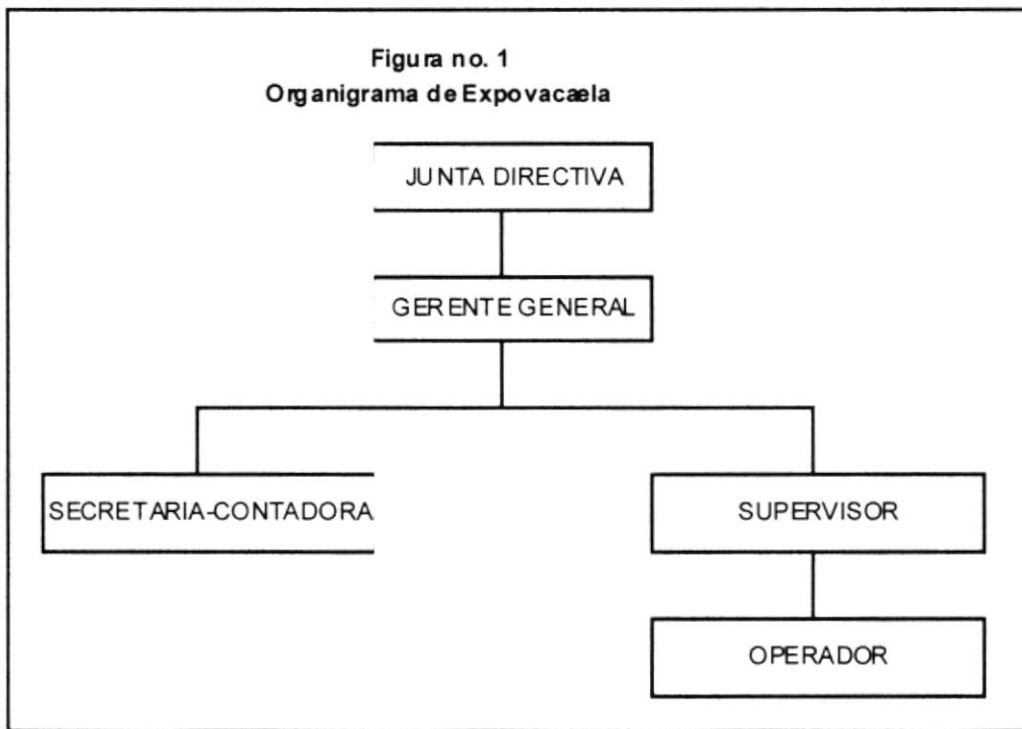 Figura no. 1
Organigrama de Expovacaela
JUNTA DIRECTIVA
GERENTE GENERAL
SECRETARIA-CONTADORA
SUPERVISOR
OPERADOR